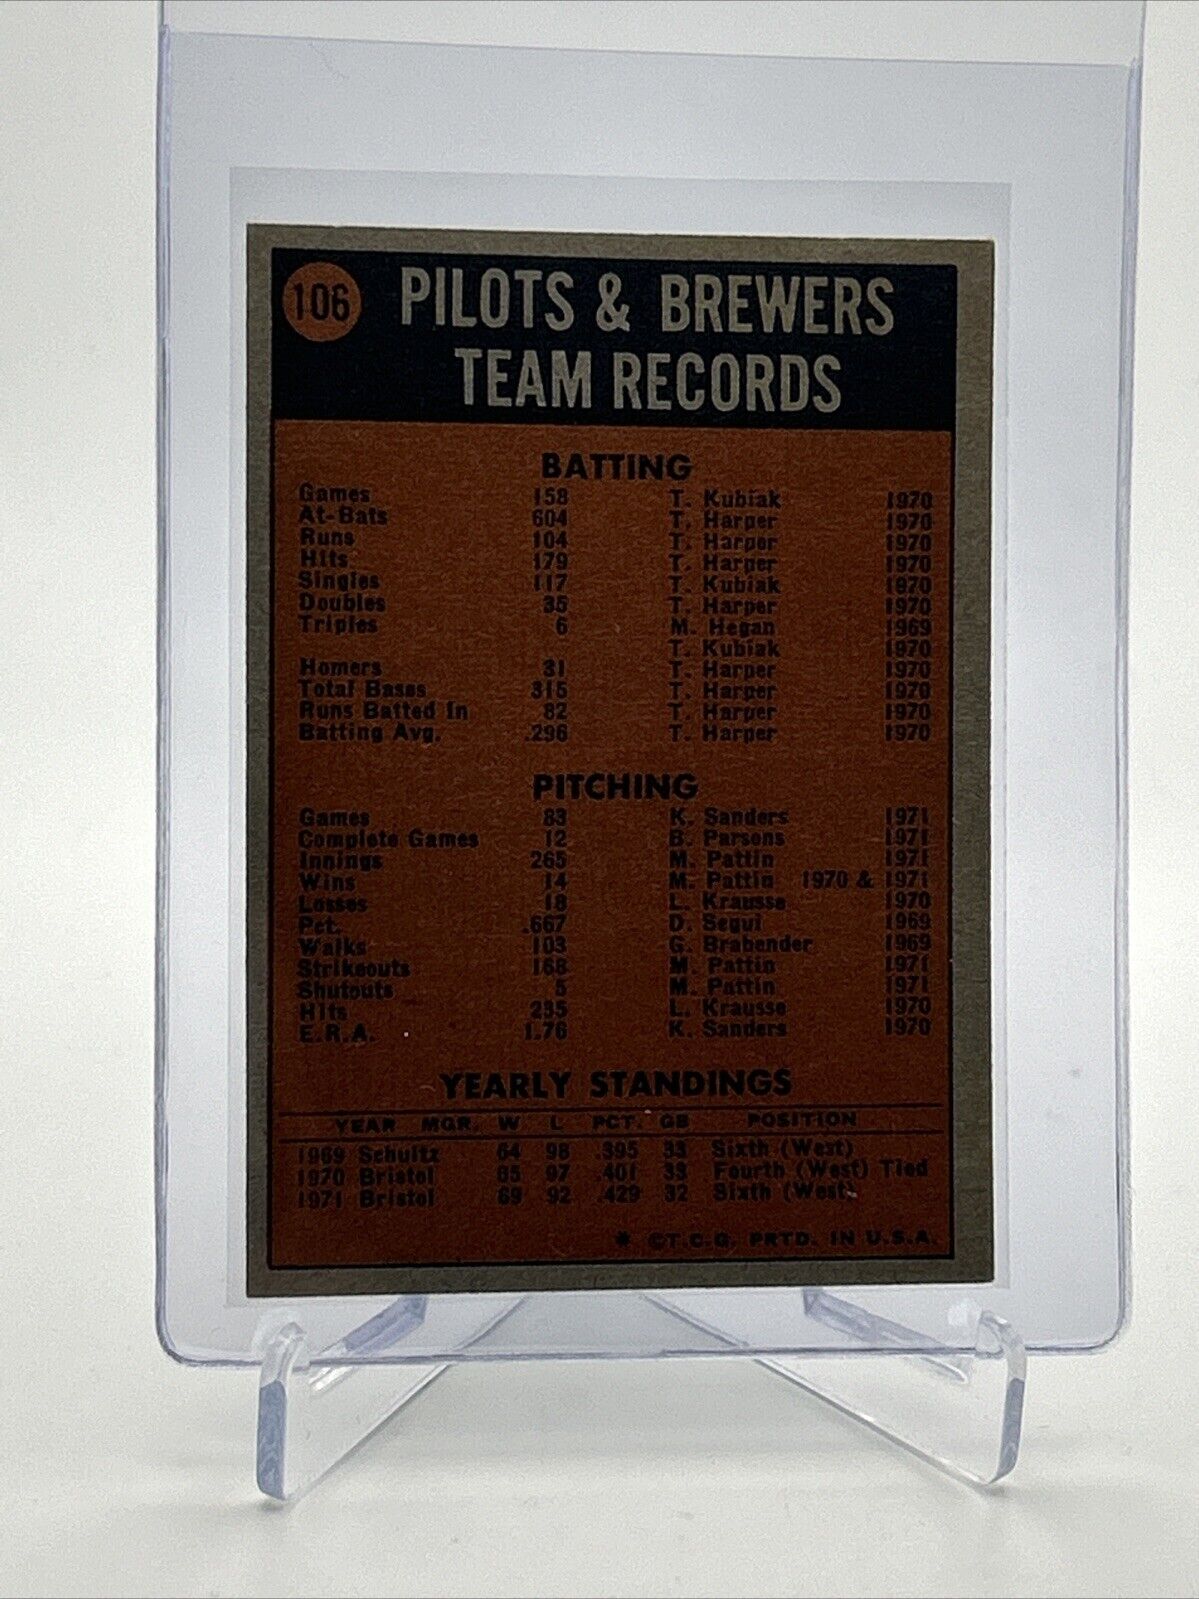 106
PILOTS & BREWERS
TEAM RECORDS
BATTING
Games 158 T. Kubiak 1970
At-Bats 604 T. Harper 1970
Runs 104 T. Harper 1970
Hits 179 T. Harper 1970
Singles 117 T. Kubiak 1970
Doubles 35 T. Harper 1970
Triples 6 M. Hegan 1969
T. Kubiak 1970
Homers 31 T. Harper 1970
Total Bases 315 T. Harper 1970
Runs Batted In 82 T. Harper 1970
Batting Avg. .296 T. Harper 1970
PITCHING
Games 83 K. Sanders 1971
Complete Games 12 B. Parsons 1971
Innings 265 M. Pattin 1971
Wins 14 M. Pattin 1970 & 1971
Losses 18 L. Krausse 1970
Pct. .667 D. Segui 1969
Walks 103 G. Brabender 1969
Strikeouts 168 M. Pattin 1971
Shutouts 5 M. Pattin 1971
Hits 235 L. Krausse 1970
E.R.A. 1.76 K. Sanders 1970
YEARLY STANDINGS
YEAR MGR. W L PCT. GB POSITION
1969 Schultz 64 98 .395 33 Sixth (West)
1970 Bristol 65 97 .401 33 Fourth (West) Tied
1971 Bristol 69 92 .429 32 Sixth (West)
* ©T.C.G. PRTD. IN U.S.A.